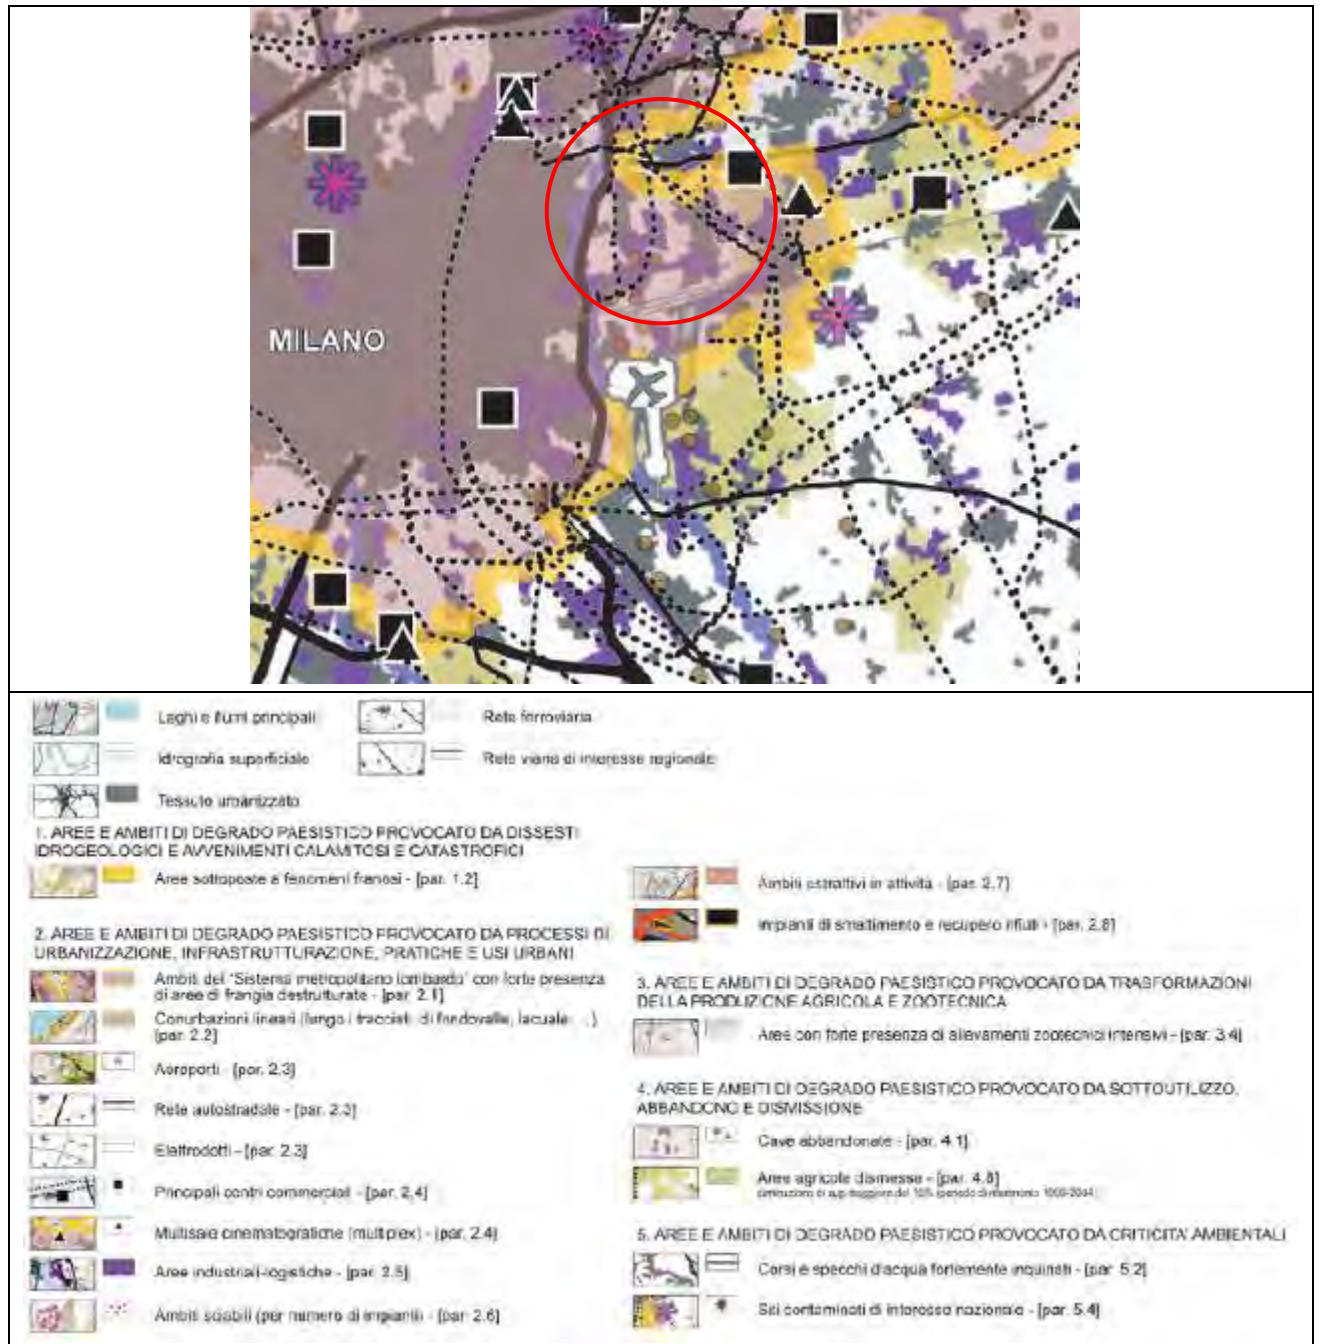 MILANO
Laghi e fiumi principali
Rete ferroviaria
Idrografia superficiale
Rete viaria di interesse regionale
Tessuto urbanizzato
1. AREE E AMBITI DI DEGRADO PAESISTICO PROVOCATO DA DISSESTI
IDROGEOLOGICI E AVVENIMENTI CALAMITOSI E CATASTROFICI
Aree sottoposte a fenomeni franosi - [par. 1.2]
2. AREE E AMBITI DI DEGRADO PAESISTICO PROVOCATO DA PROCESSI DI
URBANIZZAZIONE, INFRASTRUTTURAZIONE, PRATICHE E USI URBANI
Ambiti del "Sistema metropolitano lombardo" con forte presenza
di aree di frangia destrutturate - [par. 2.1]
Conurbazioni lineari (lungo i tracciati, di fondovalle, lacuale, ...)
[par. 2.2]
Aeroporti - [par. 2.3]
Rete autostradale - [par. 2.3]
Elettrodotti - [par. 2.3]
Principali centri commerciali - [par. 2.4]
Multisale cinematografiche (multiplex) - [par. 2.4]
Aree industriali-logistiche - [par. 2.5]
Ambiti sciabili (per numero di impianti) - [par. 2.6]
Ambiti estrattivi in attività - [par. 2.7]
Impianti di smaltimento e recupero rifiuti - [par. 2.8]
3. AREE E AMBITI DI DEGRADO PAESISTICO PROVOCATO DA TRASFORMAZIONI
DELLA PRODUZIONE AGRICOLA E ZOOTECNICA
Aree con forte presenza di allevamenti zootecnici intensivi - [par. 3.4]
4. AREE E AMBITI DI DEGRADO PAESISTICO PROVOCATO DA SOTTOUTILIZZO,
ABBANDONO E DISMISSIONE
Cave abbandonate - [par. 4.1]
Aree agricole dismesse - [par. 4.8]
5. AREE E AMBITI DI DEGRADO PAESISTICO PROVOCATO DA CRITICITA' AMBIENTALI
Corsi e specchi d'acqua fortemente inquinati - [par. 5.2]
Siti contaminati di interesse nazionale - [par. 5.4]